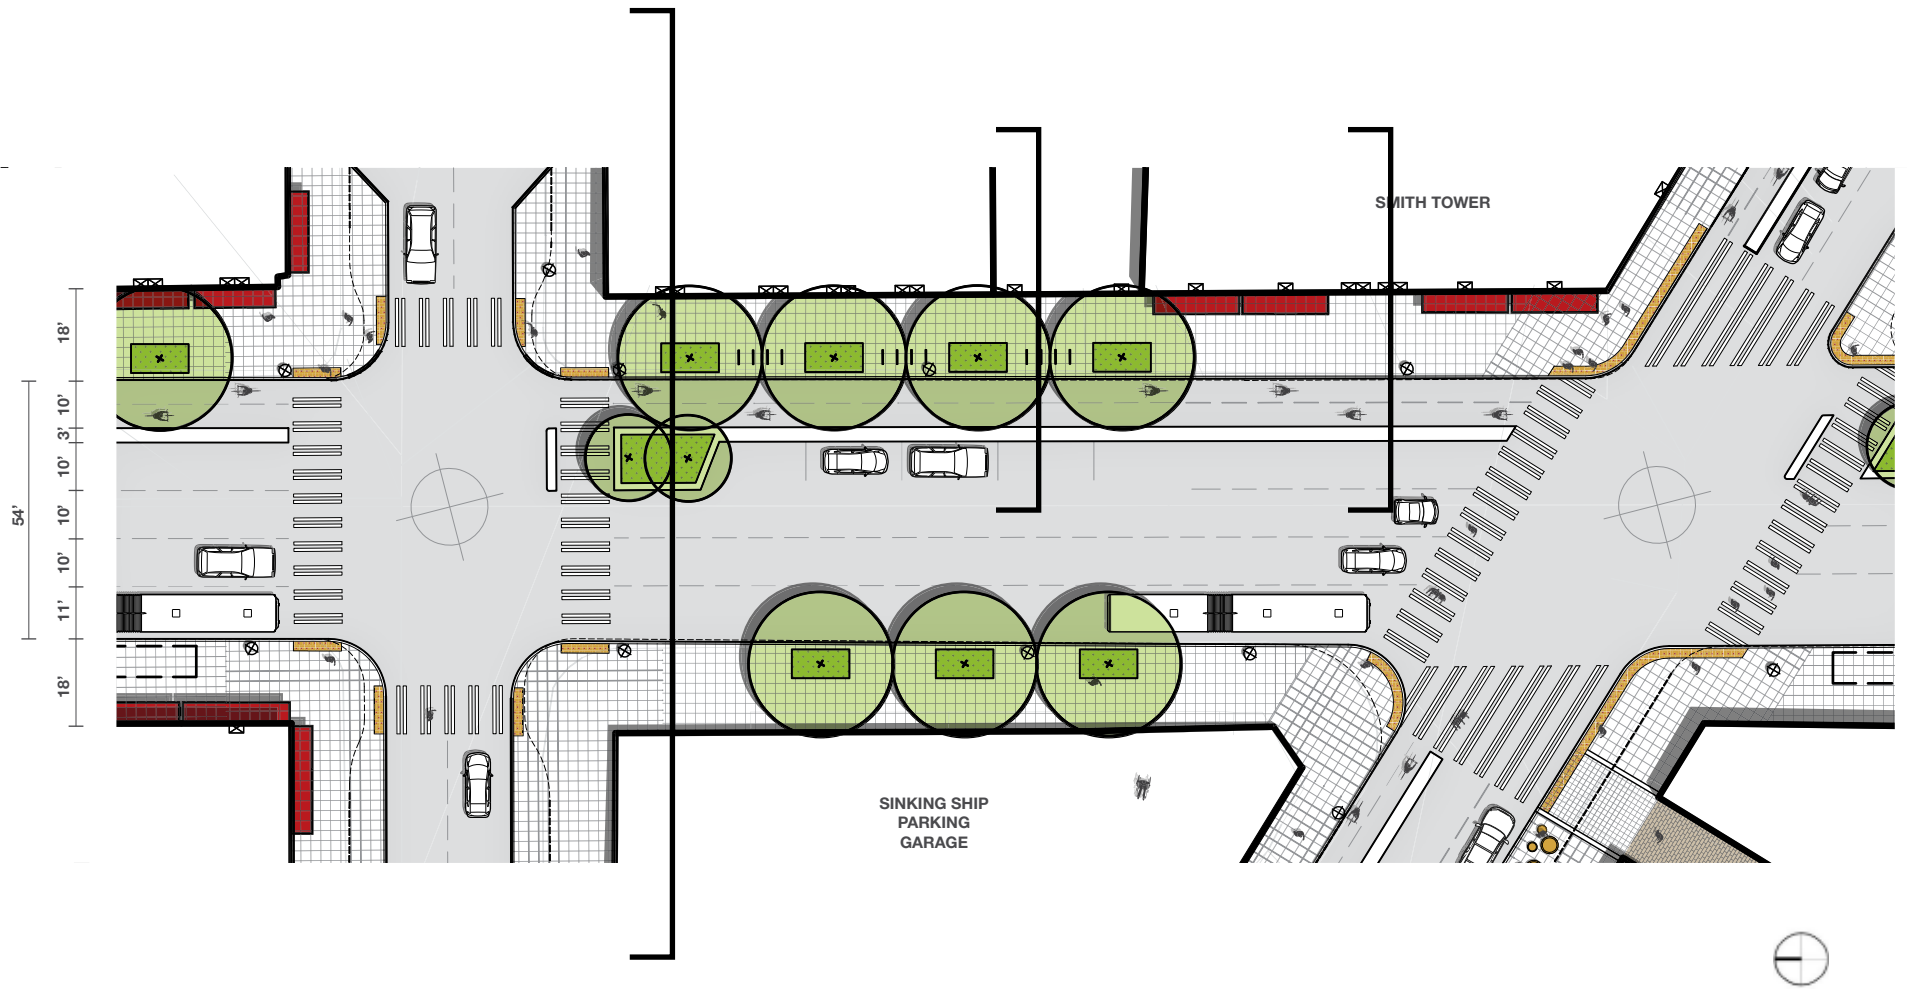 SMITH TOWER
18'
10'
3'
10'
10'
10'
11'
18'
54'
SINKING SHIP
PARKING
GARAGE